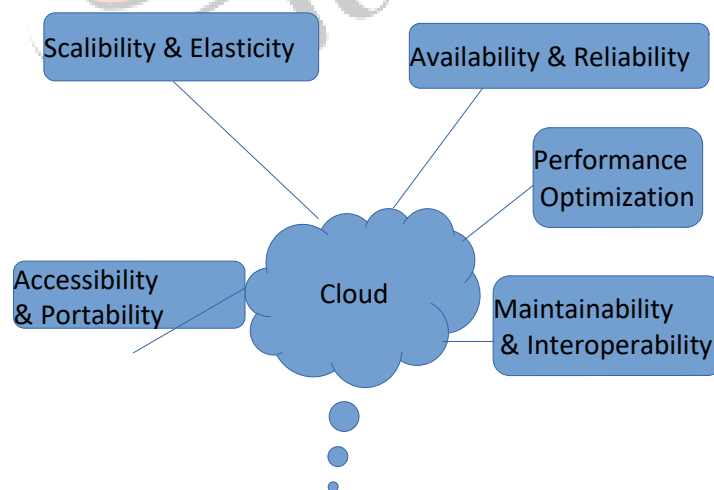 Scalibility & Elasticity
Availability & Reliability
Performance
Optimization
Accessibility
& Portability
Cloud
Maintainability
& Interoperability